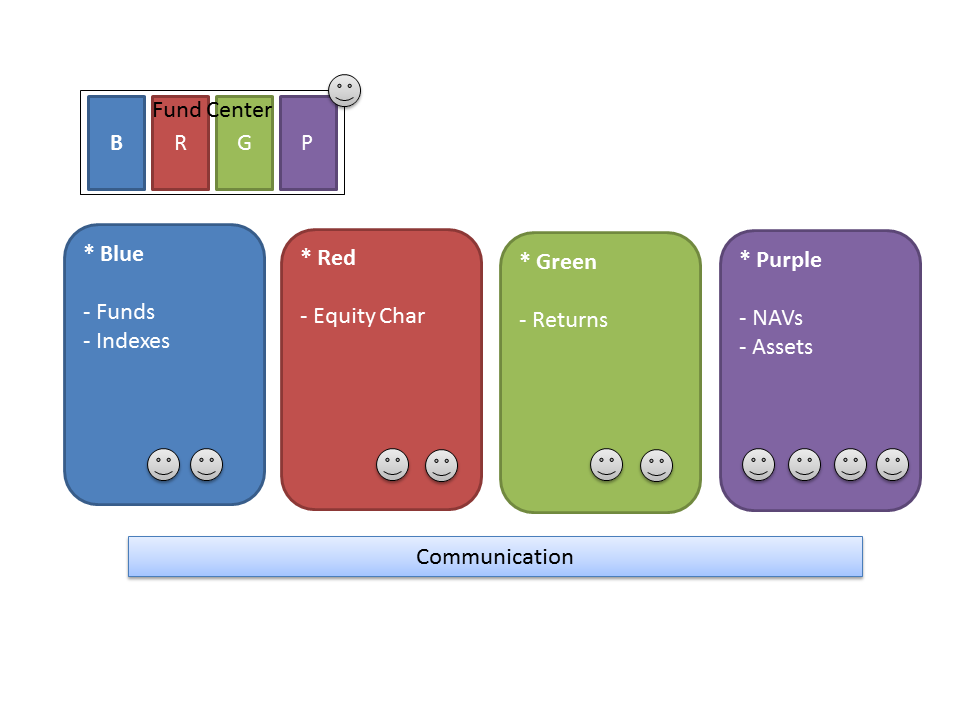 Fund Center
B R G P
* Blue
- Funds
- Indexes
* Red
- Equity Char
* Green
- Returns
* Purple
- NAVs
- Assets
Communication